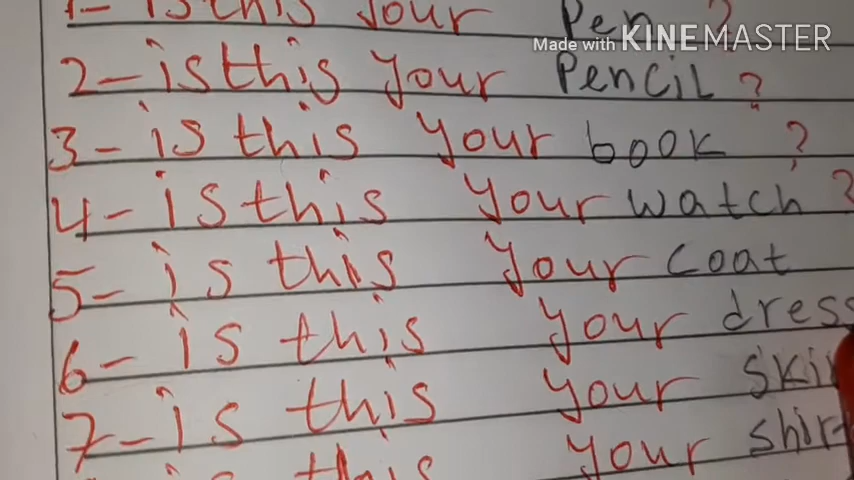 1- is this your Pen ?
Made with KINEMASTER
2- is this your Pencil ?
3- is this your book ?
4- is this your watch ?
5- is this your coat
6- is this your dress
7- is this your
is this your shirt